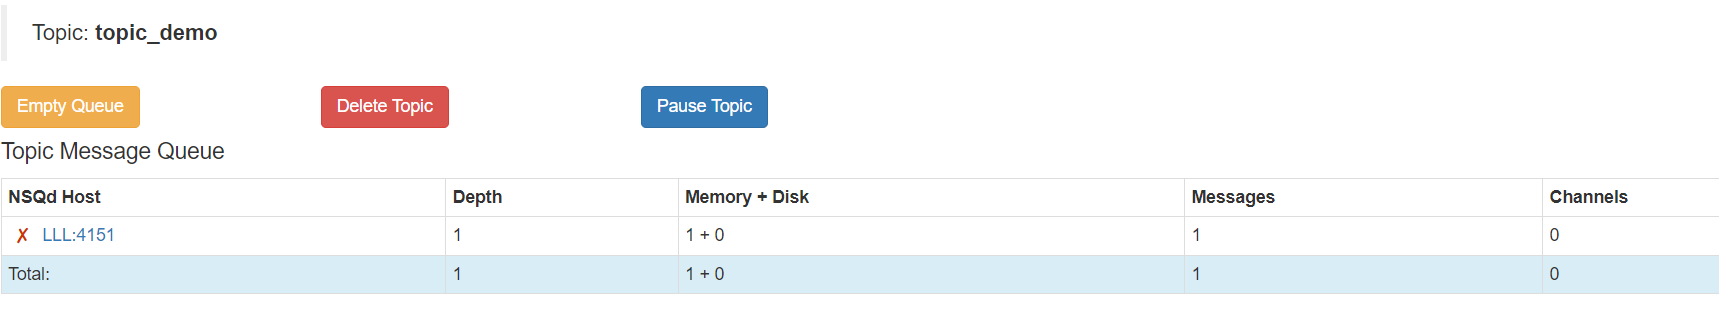 Topic: topic_demo
Empty Queue Delete Topic Pause Topic
Topic Message Queue
NSQd Host Depth Memory + Disk Messages Channels
✗ LLL:4151 1 1 + 0 1 0
Total: 1 1 + 0 1 0